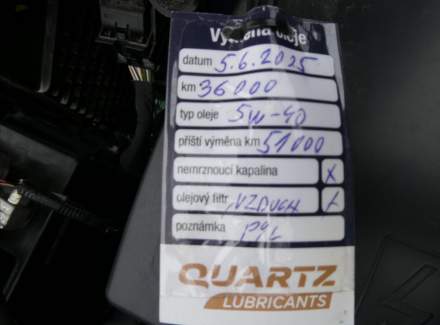 Výměna oleje
datum 5.6.2025
km 36000
typ oleje 5w-40
příští výměna km 51000
nemrznoucí kapalina X
olejový filtr VZDUCH X
poznámka PYL
QUARTZ
LUBRICANTS